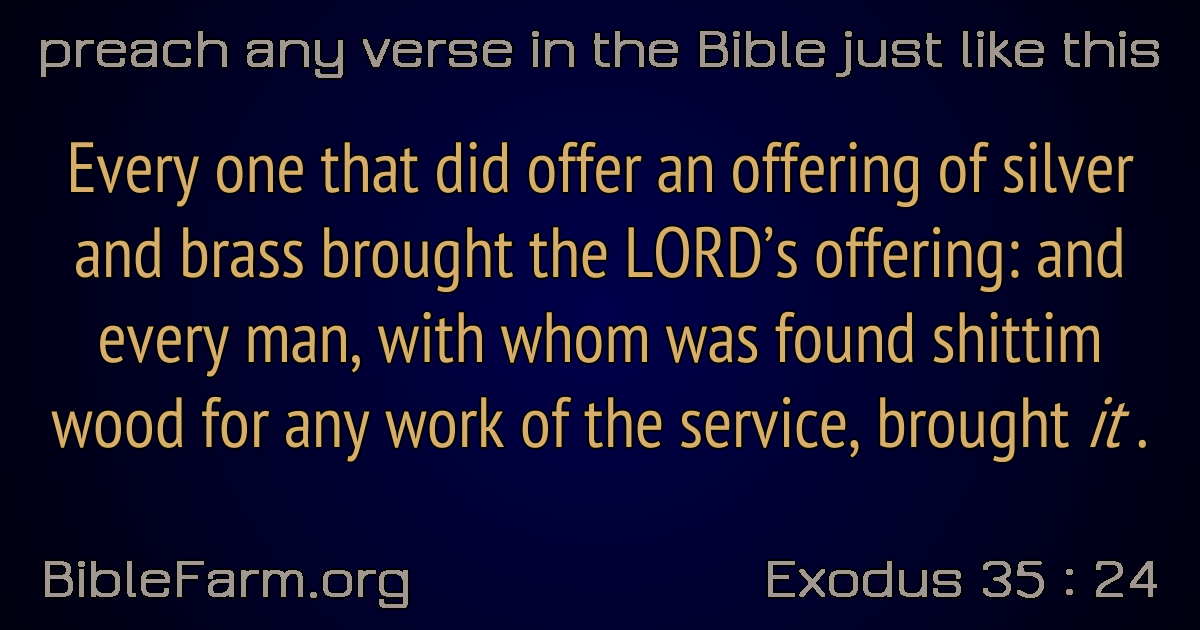 preach any verse in the Bible just like this
Every one that did offer an offering of silver
and brass brought the LORD’s offering: and
every man, with whom was found shittim
wood for any work of the service, brought it .
BibleFarm.org
Exodus 35 : 24